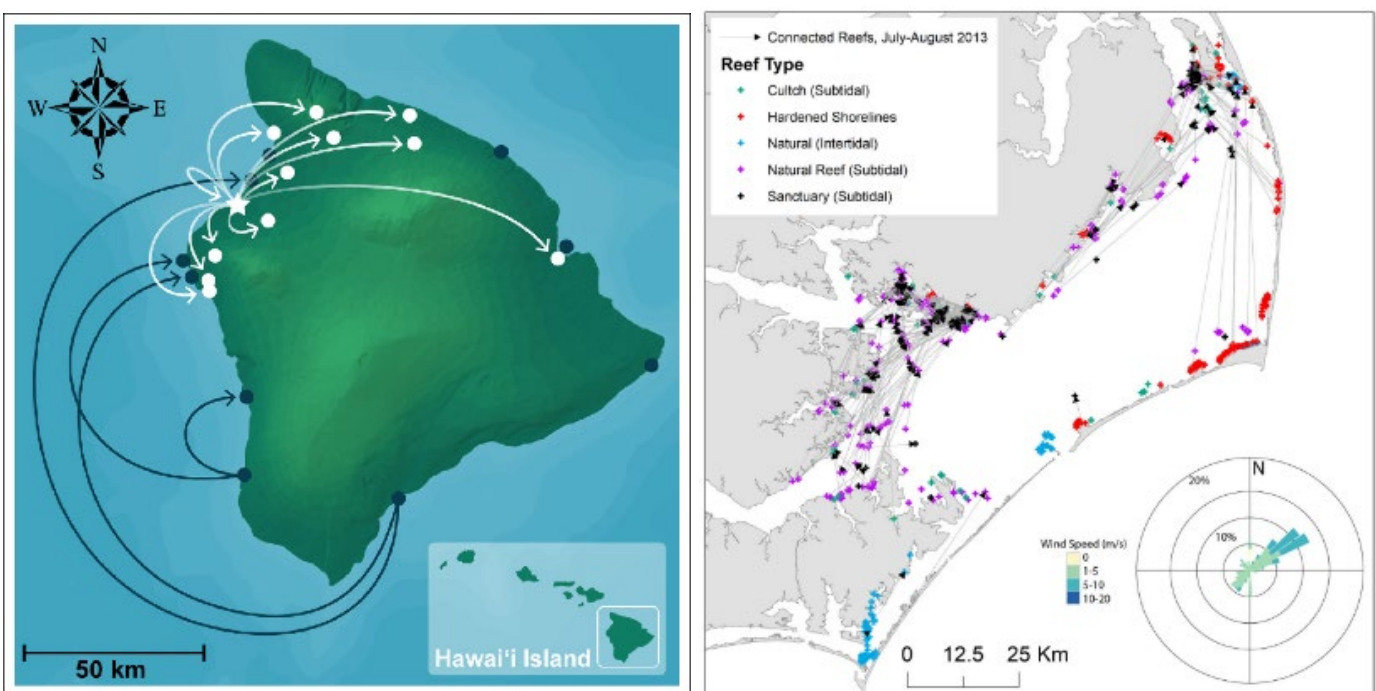 N
W E
S
50 km
Hawai‘i Island
Connected Reefs, July-August 2013
Reef Type
Cultch (Subtidal)
Hardened Shorelines
Natural (Intertidal)
Natural Reef (Subtidal)
Sanctuary (Subtidal)
N
20%
10%
Wind Speed (m/s)
0
1-5
5-10
10-20
0 12.5 25 Km